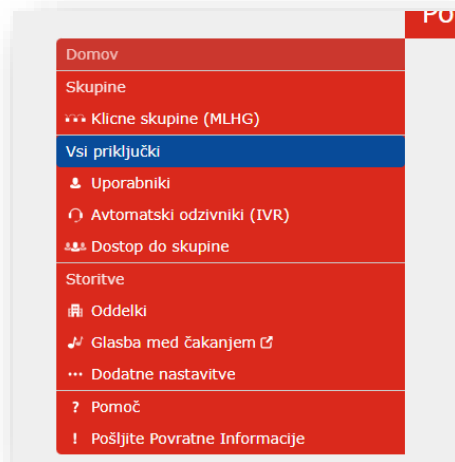 Domov
Skupine
Klicne skupine (MLHG)
Vsi priključki
Uporabniki
Avtomatski odzivniki (IVR)
Dostop do skupine
Storitve
Oddelki
Glasba med čakanjem
Dodatne nastavitve
? Pomoč
! Pošljite Povratne Informacije